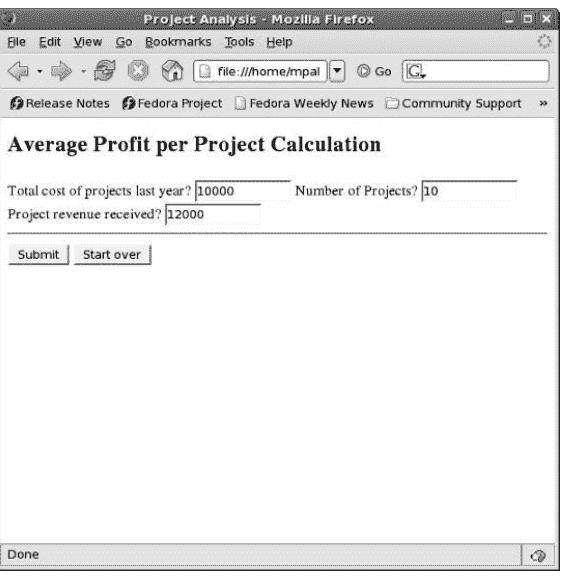 Project Analysis - Mozilla Firefox
File Edit View Go Bookmarks Tools Help
file:///home/mpal Go G
Release Notes Fedora Project Fedora Weekly News Community Support »
Average Profit per Project Calculation
Total cost of projects last year? 10000 Number of Projects? 10
Project revenue received? 12000
Submit Start over
Done